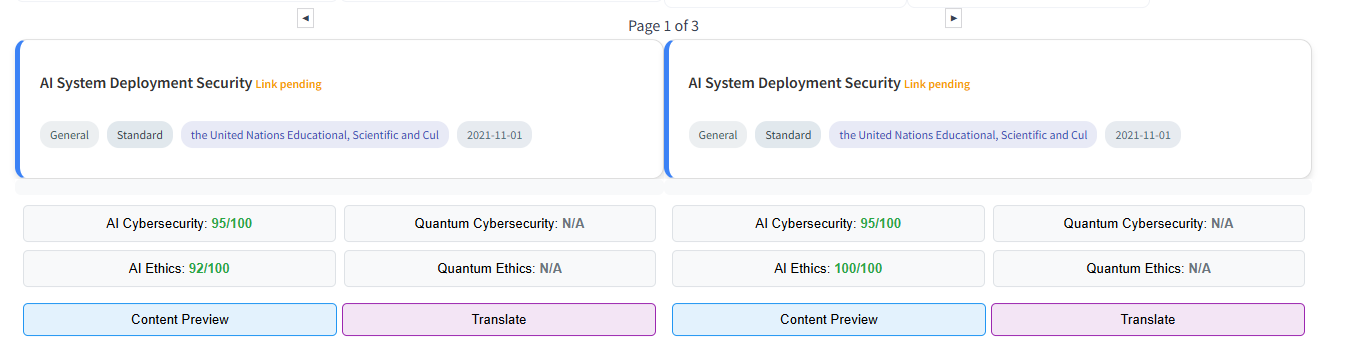 ◄
►
Page 1 of 3
AI System Deployment Security Link pending
General Standard the United Nations Educational, Scientific and Cul 2021-11-01
AI Cybersecurity: 95/100 Quantum Cybersecurity: N/A
AI Ethics: 92/100 Quantum Ethics: N/A
Content Preview Translate
AI System Deployment Security Link pending
General Standard the United Nations Educational, Scientific and Cul 2021-11-01
AI Cybersecurity: 95/100 Quantum Cybersecurity: N/A
AI Ethics: 100/100 Quantum Ethics: N/A
Content Preview Translate